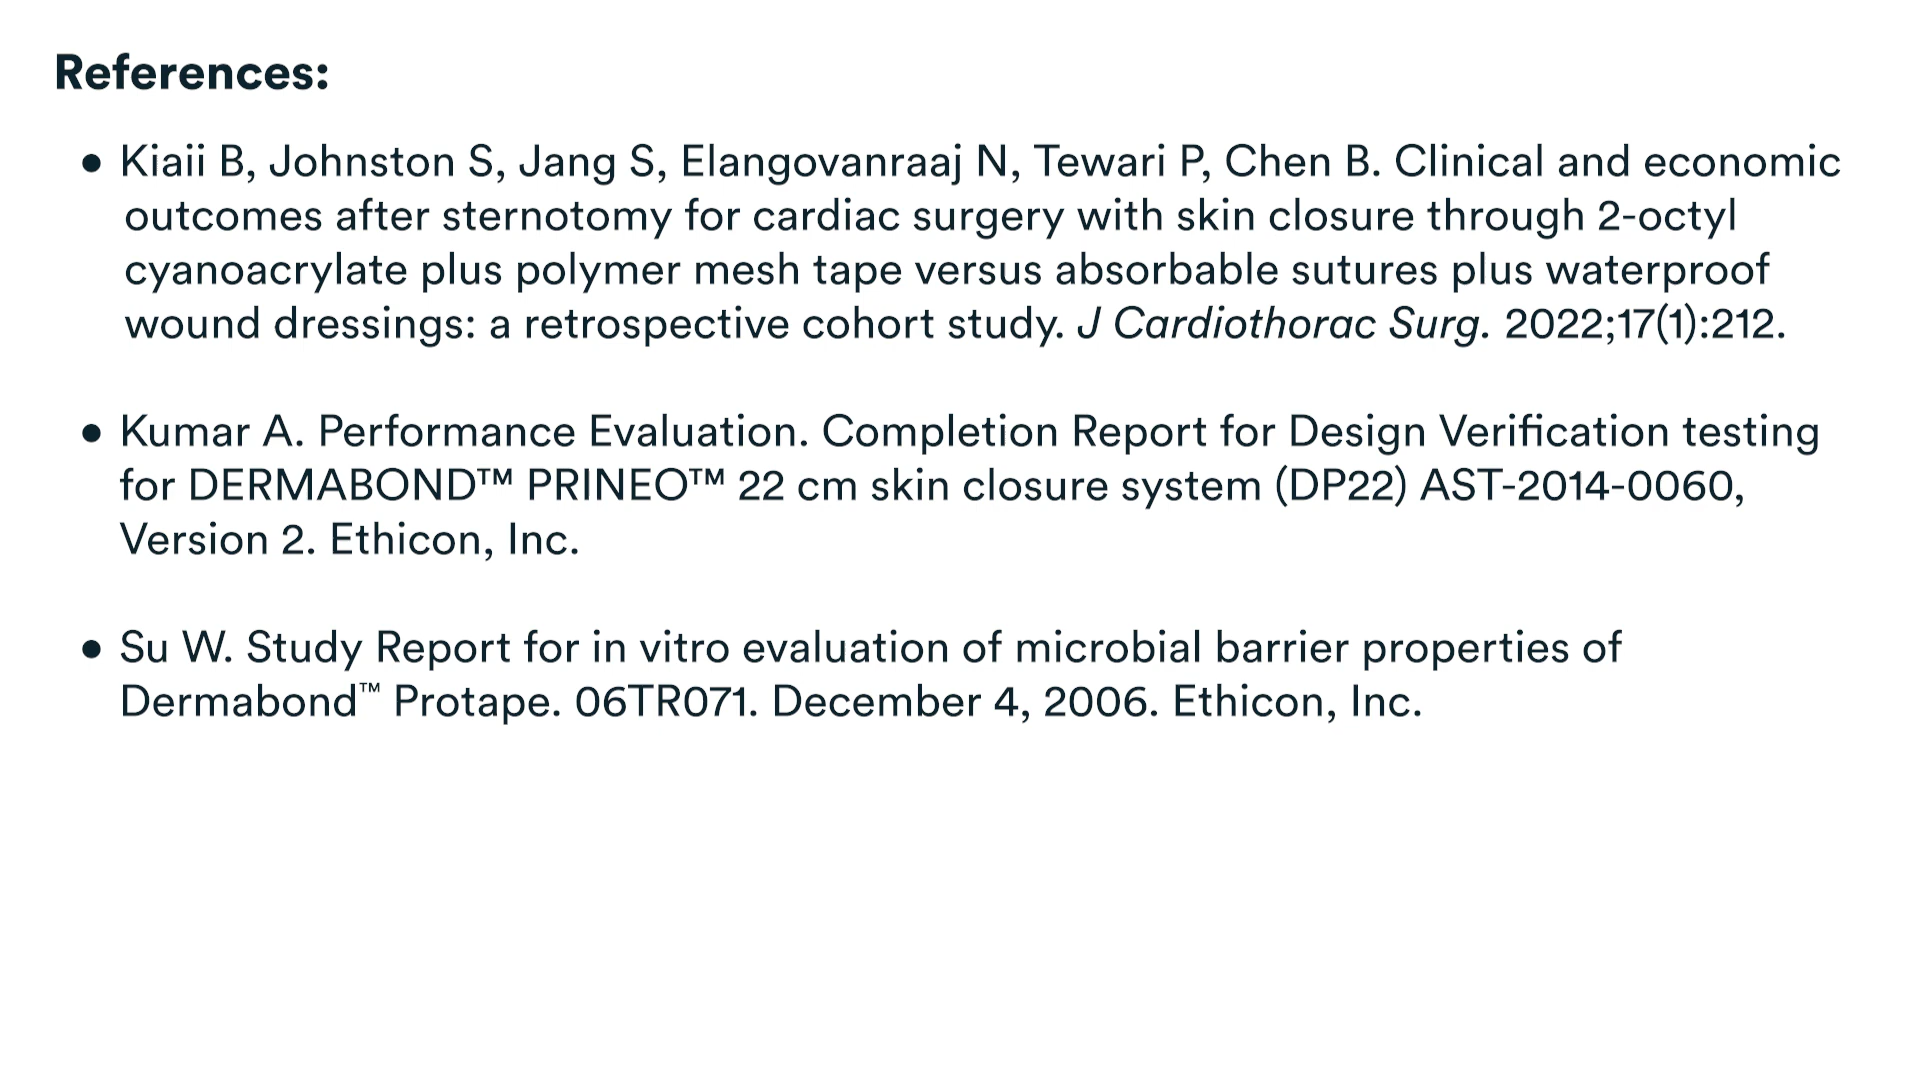 References:
• Kiaii B, Johnston S, Jang S, Elangovanraaj N, Tewari P, Chen B. Clinical and economic
outcomes after sternotomy for cardiac surgery with skin closure through 2-octyl
cyanoacrylate plus polymer mesh tape versus absorbable sutures plus waterproof
wound dressings: a retrospective cohort study. J Cardiothorac Surg. 2022;17(1):212.
• Kumar A. Performance Evaluation. Completion Report for Design Verification testing
for DERMABOND™ PRINEO™ 22 cm skin closure system (DP22) AST-2014-0060,
Version 2. Ethicon, Inc.
• Su W. Study Report for in vitro evaluation of microbial barrier properties of
Dermabond™ Protape. 06TR071. December 4, 2006. Ethicon, Inc.